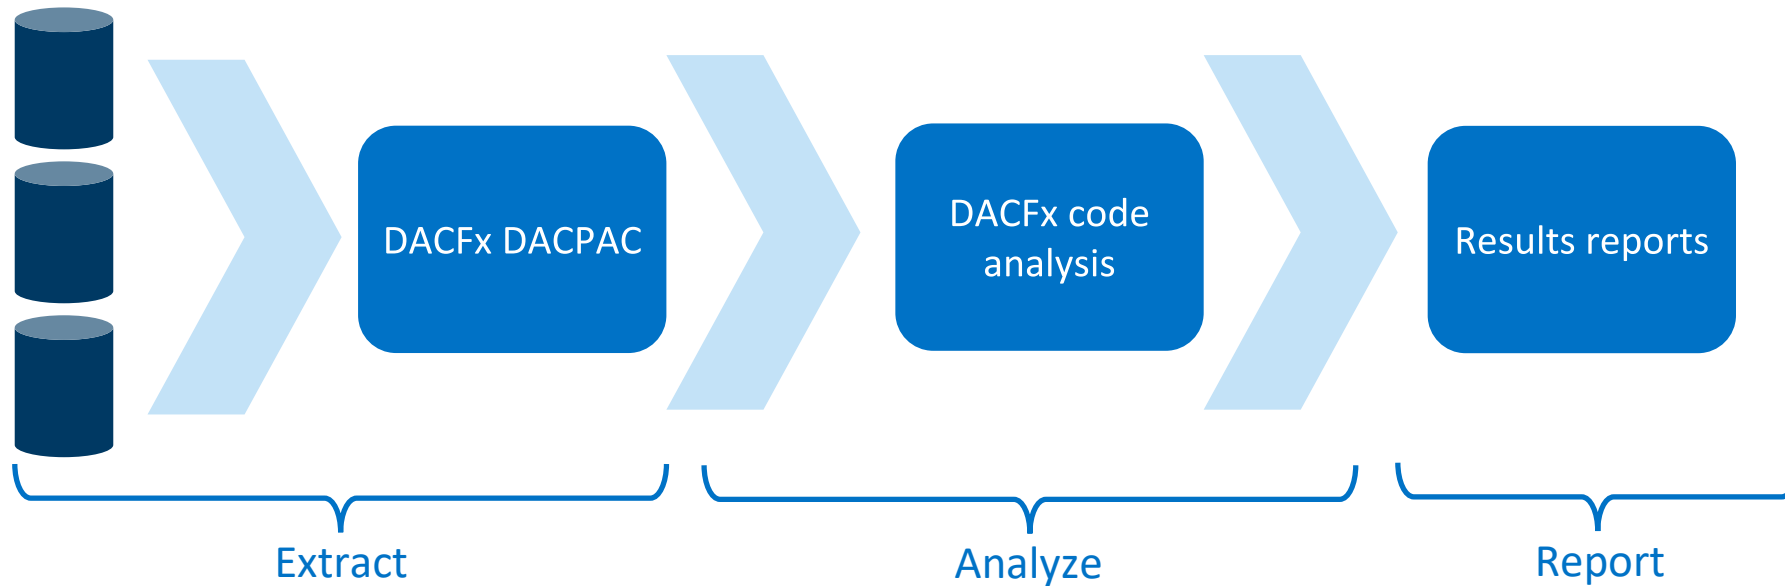 DACFx DACPAC
DACFx code
analysis
Results reports
Extract
Analyze
Report